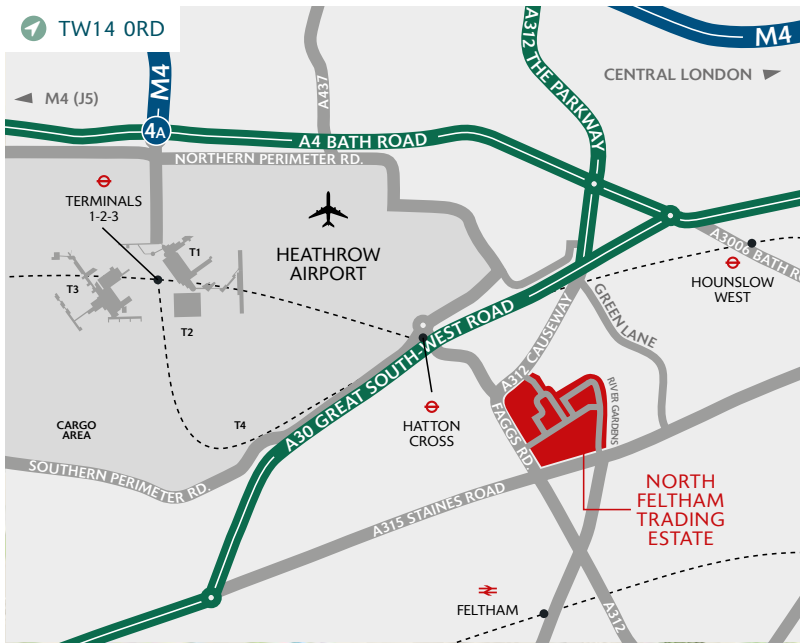 TW14 0RD
M4
M4
CENTRAL LONDON
M4 (J5)
A437
A312 THE PARKWAY
4A
A4 BATH ROAD
NORTHERN PERIMETER RD.
TERMINALS
1-2-3
HEATHROW
AIRPORT
T1
T3
T2
T4
A3006 BATH R
HOUNSLOW
WEST
GREEN LANE
A312 CAUSEWAY
A30 GREAT SOUTH-WEST ROAD
HATTON
CROSS
FAGGS RD.
RIVER GARDENS
CARGO
AREA
SOUTHERN PERIMETER RD.
A315 STAINES ROAD
NORTH
FELTHAM
TRADING
ESTATE
FELTHAM
A312